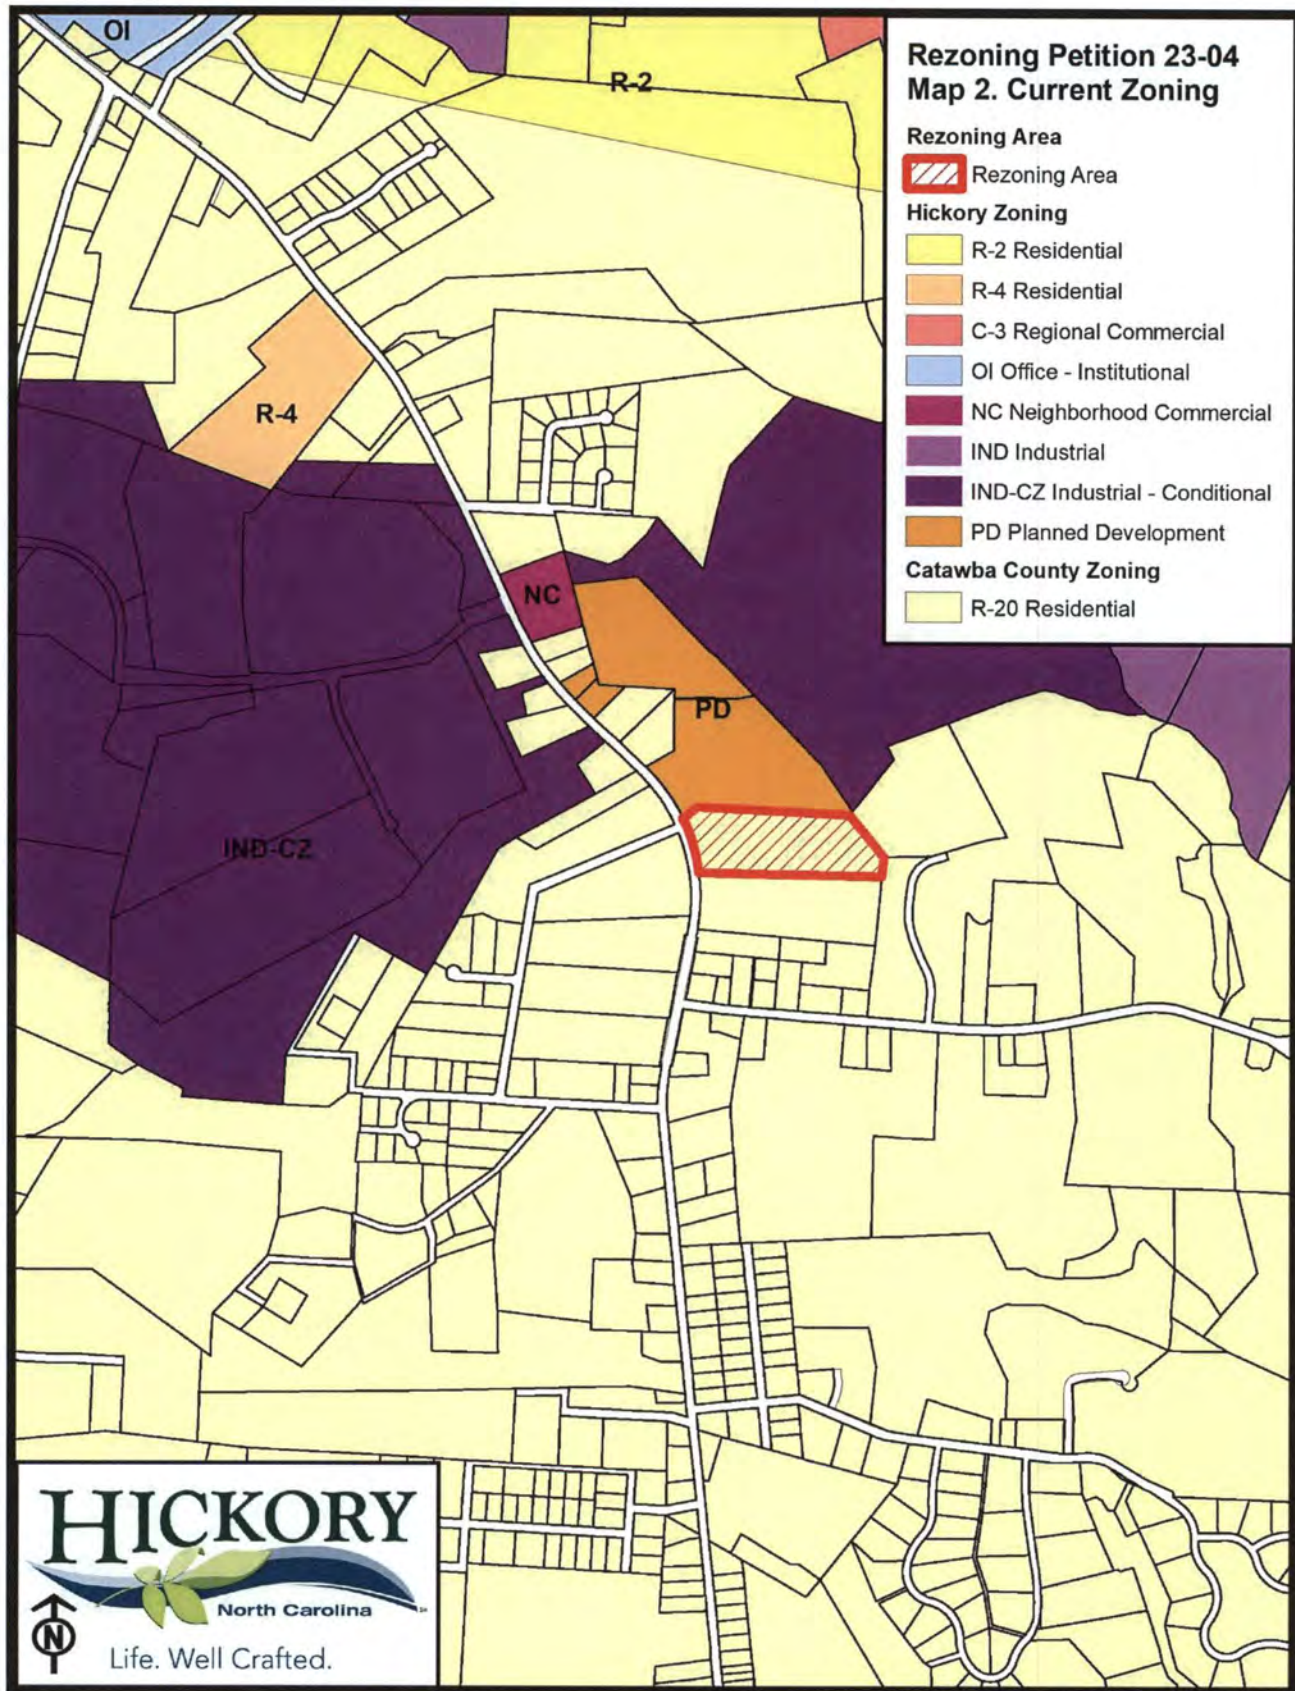 Rezoning Petition 23-04
Map 2. Current Zoning
Rezoning Area
Rezoning Area
Hickory Zoning
R-2 Residential
R-4 Residential
C-3 Regional Commercial
OI Office - Institutional
NC Neighborhood Commercial
IND Industrial
IND-CZ Industrial - Conditional
PD Planned Development
Catawba County Zoning
R-20 Residential
OI
R-2
R-4
NC
PD
IND-CZ
HICKORY
North Carolina
N
Life. Well Crafted.